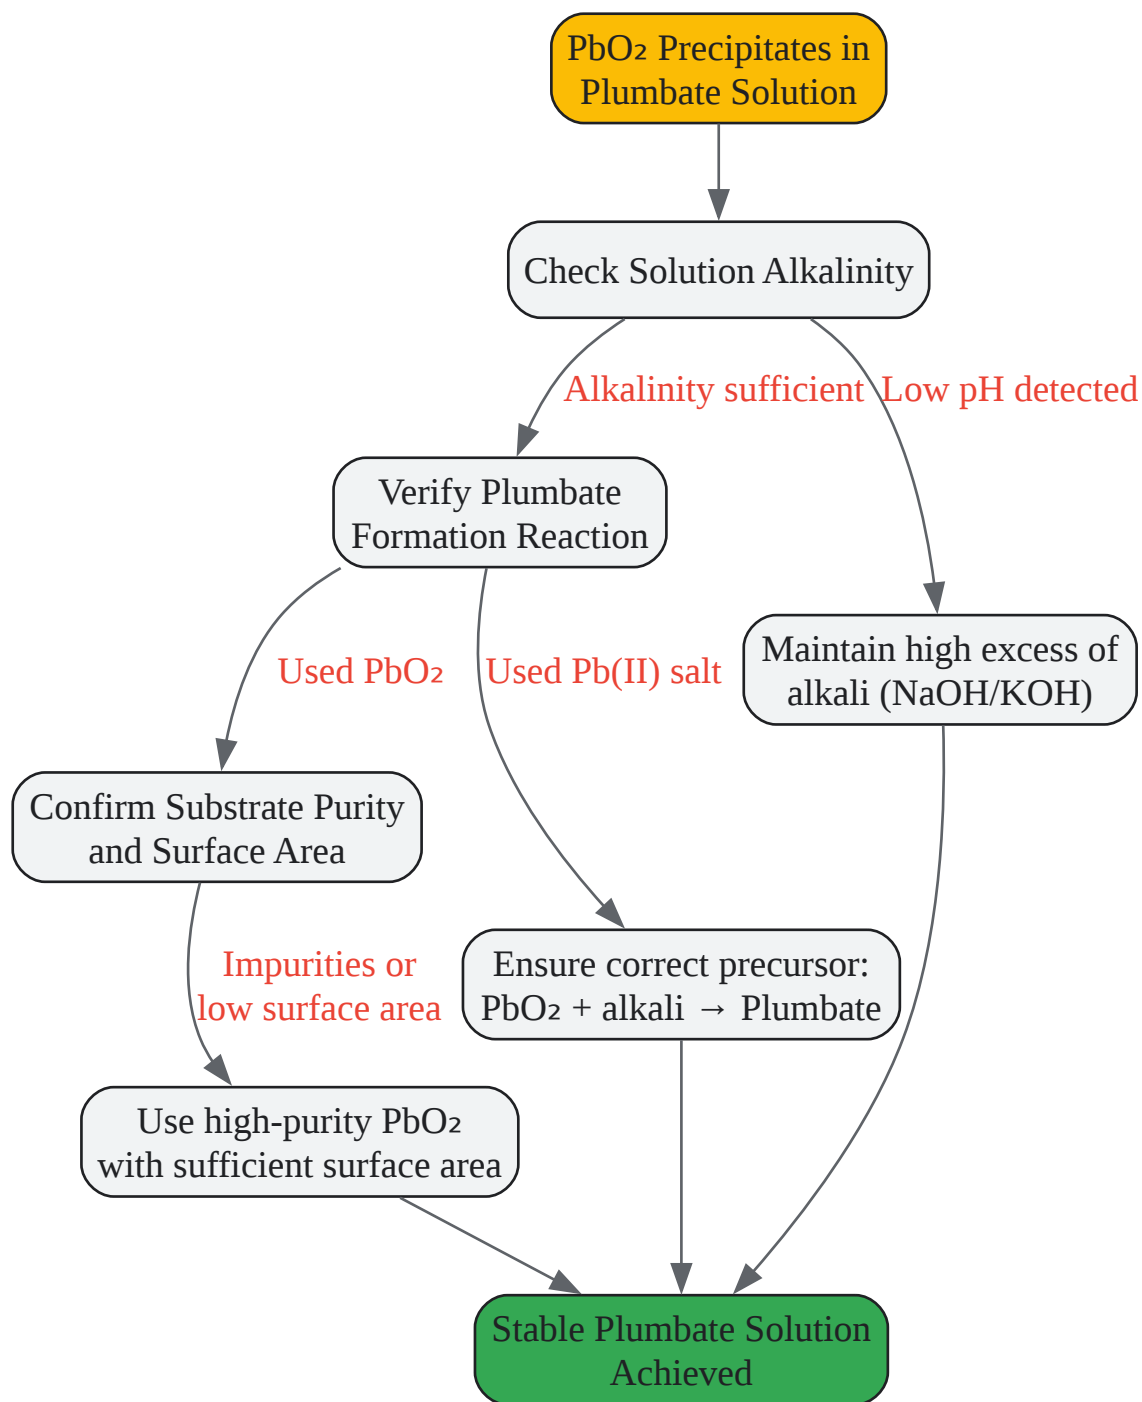 PbO₂ Precipitates in
Plumbate Solution
Check Solution Alkalinity
Alkalinity sufficient
Low pH detected
Verify Plumbate
Formation Reaction
Maintain high excess of
alkali (NaOH/KOH)
Used PbO₂
Used Pb(II) salt
Confirm Substrate Purity
and Surface Area
Impurities or
low surface area
Ensure correct precursor:
PbO₂ + alkali → Plumbate
Use high-purity PbO₂
with sufficient surface area
Stable Plumbate Solution
Achieved